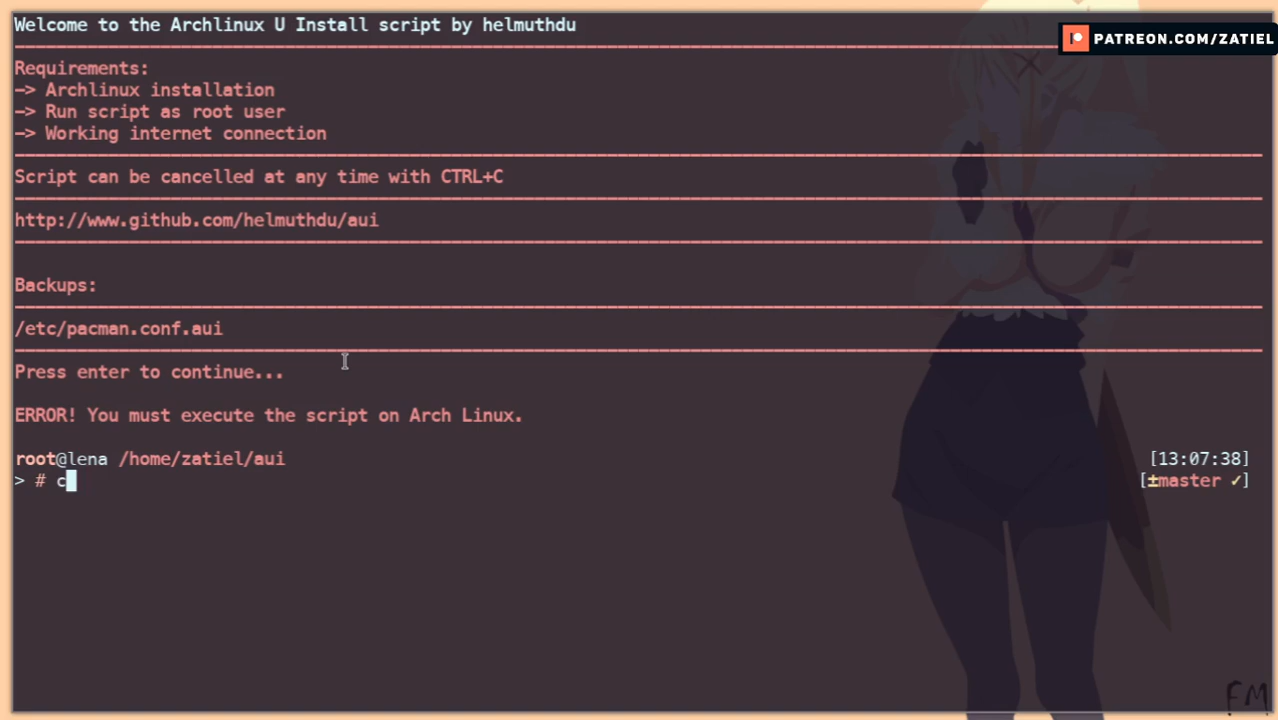 Welcome to the Archlinux U Install script by helmuthdu
PATREON.COM/ZATIEL
Requirements:
-> Archlinux installation
-> Run script as root user
-> Working internet connection
Script can be cancelled at any time with CTRL+C
http://www.github.com/helmuthdu/aui
Backups:
/etc/pacman.conf.aui
Press enter to continue...
ERROR! You must execute the script on Arch Linux.
root@lena /home/zatiel/aui [13:07:38]
> # c [±master ✓]
FM